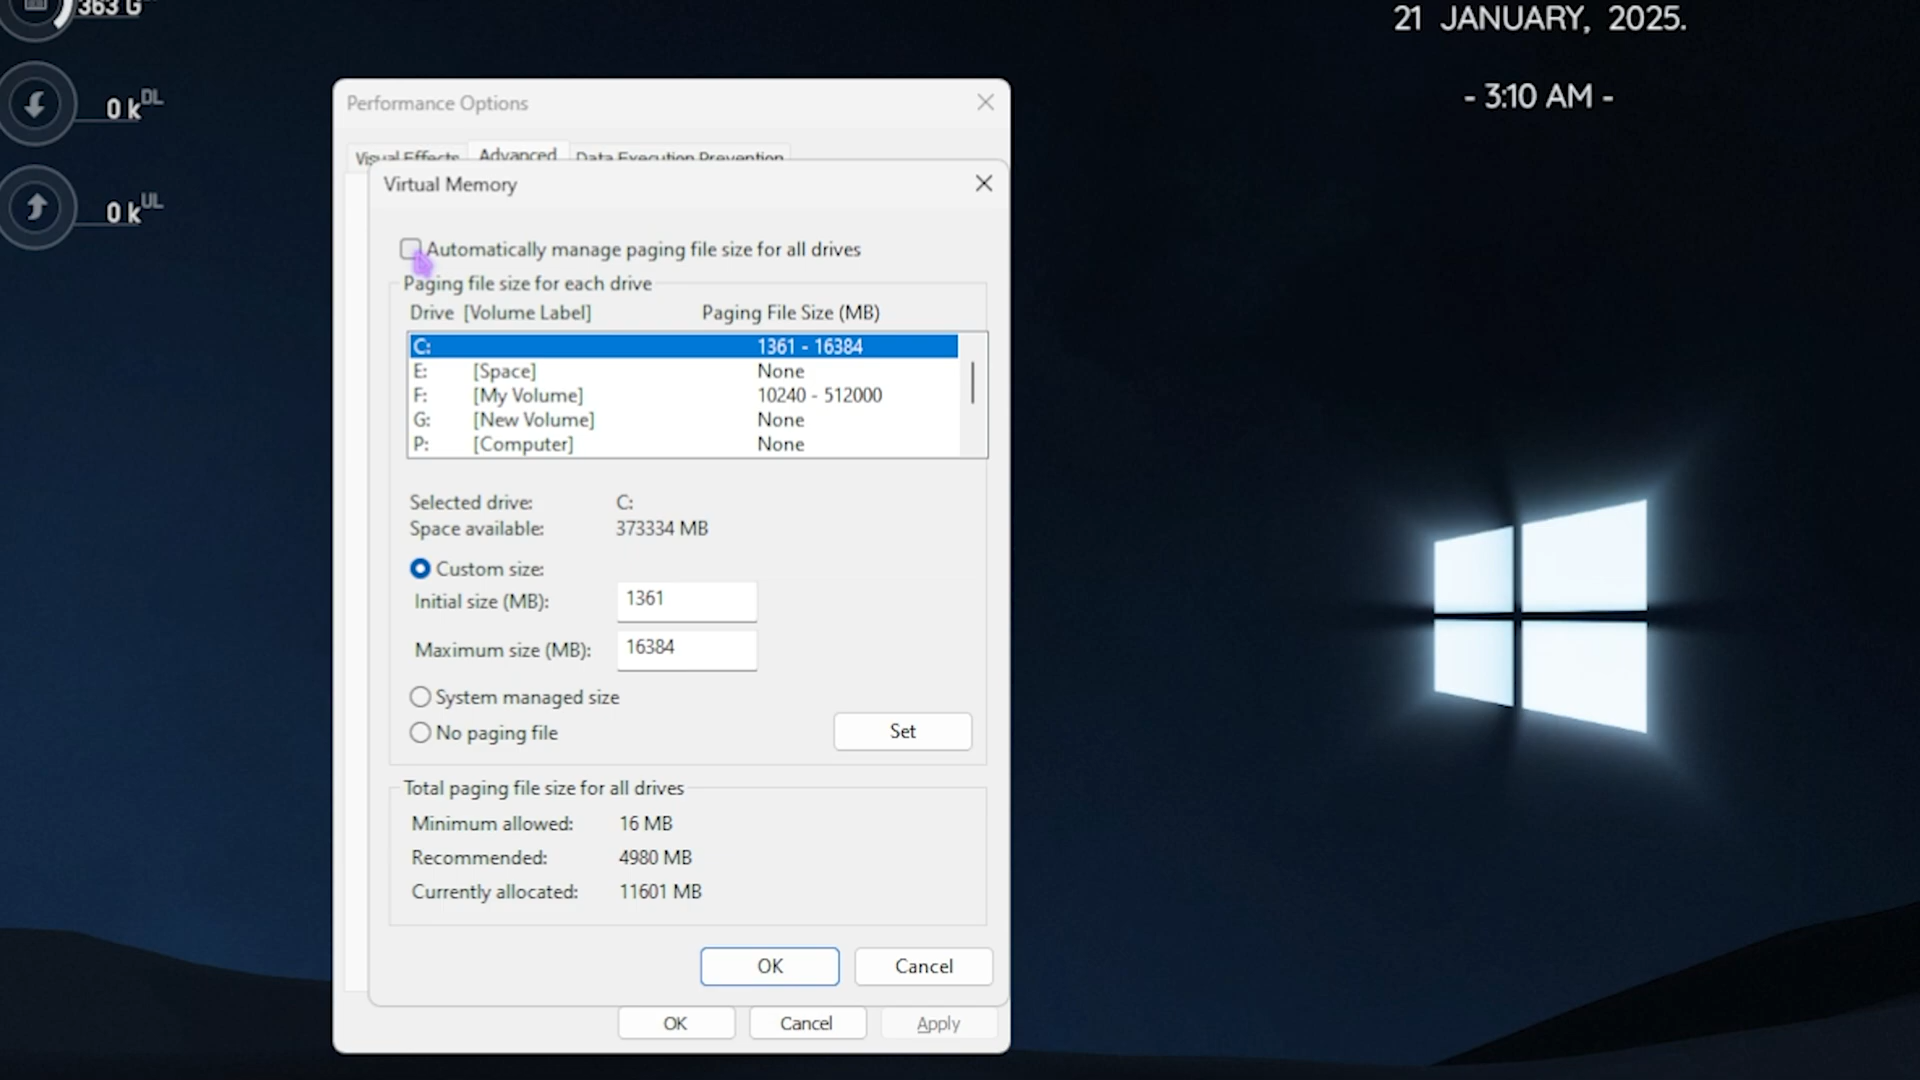 363 G
21 JANUARY, 2025.
- 3:10 AM -
0 k DL
0 k UL
Performance Options
Visual Effects Advanced Data Execution Prevention
Virtual Memory
Automatically manage paging file size for all drives
Paging file size for each drive
Drive [Volume Label] Paging File Size (MB)
C: 1361 - 16384
E: [Space] None
F: [My Volume] 10240 - 512000
G: [New Volume] None
P: [Computer] None
Selected drive: C:
Space available: 373334 MB
Custom size:
Initial size (MB): 1361
Maximum size (MB): 16384
System managed size
No paging file
Set
Total paging file size for all drives
Minimum allowed: 16 MB
Recommended: 4980 MB
Currently allocated: 11601 MB
OK Cancel
OK Cancel Apply